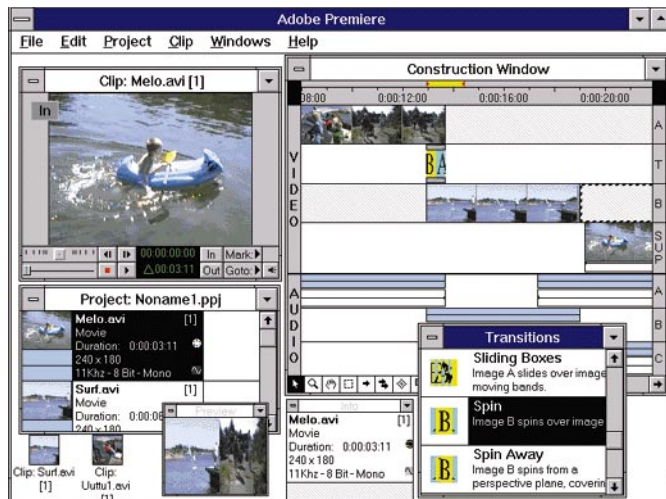 Adobe Premiere
File Edit Project Clip Windows Help
Clip: Melo.avi [1]
In
00:00:00:00 In Mark:
△00:03:11 Out Goto:
Project: Noname1.ppj
Melo.avi [1]
Movie
Duration: 0:00:03:11
240 x 180
11Khz - 8 Bit - Mono
Surf.avi [1]
Movie
Duration: 0:00:0
240 x 180
Clip: Surf.avi
[1]
Clip:
Uuttu1.avi
[1]
Preview
Construction Window
08:00 0:00:12:00 0:00:16:00 0:00:20:00
VIDEO
A
T
B A
B
SUP
AUDIO
A
B
C
Info
Melo.avi [1]
Movie
Duration: 0:00:03:11
240 x 180
11Khz - 8 Bit - Mono
Transitions
Sliding Boxes
Image A slides over image
moving bands.
B
Spin
Image B spins over image
B
Spin Away
Image B spins from a
perspective plane, coverin